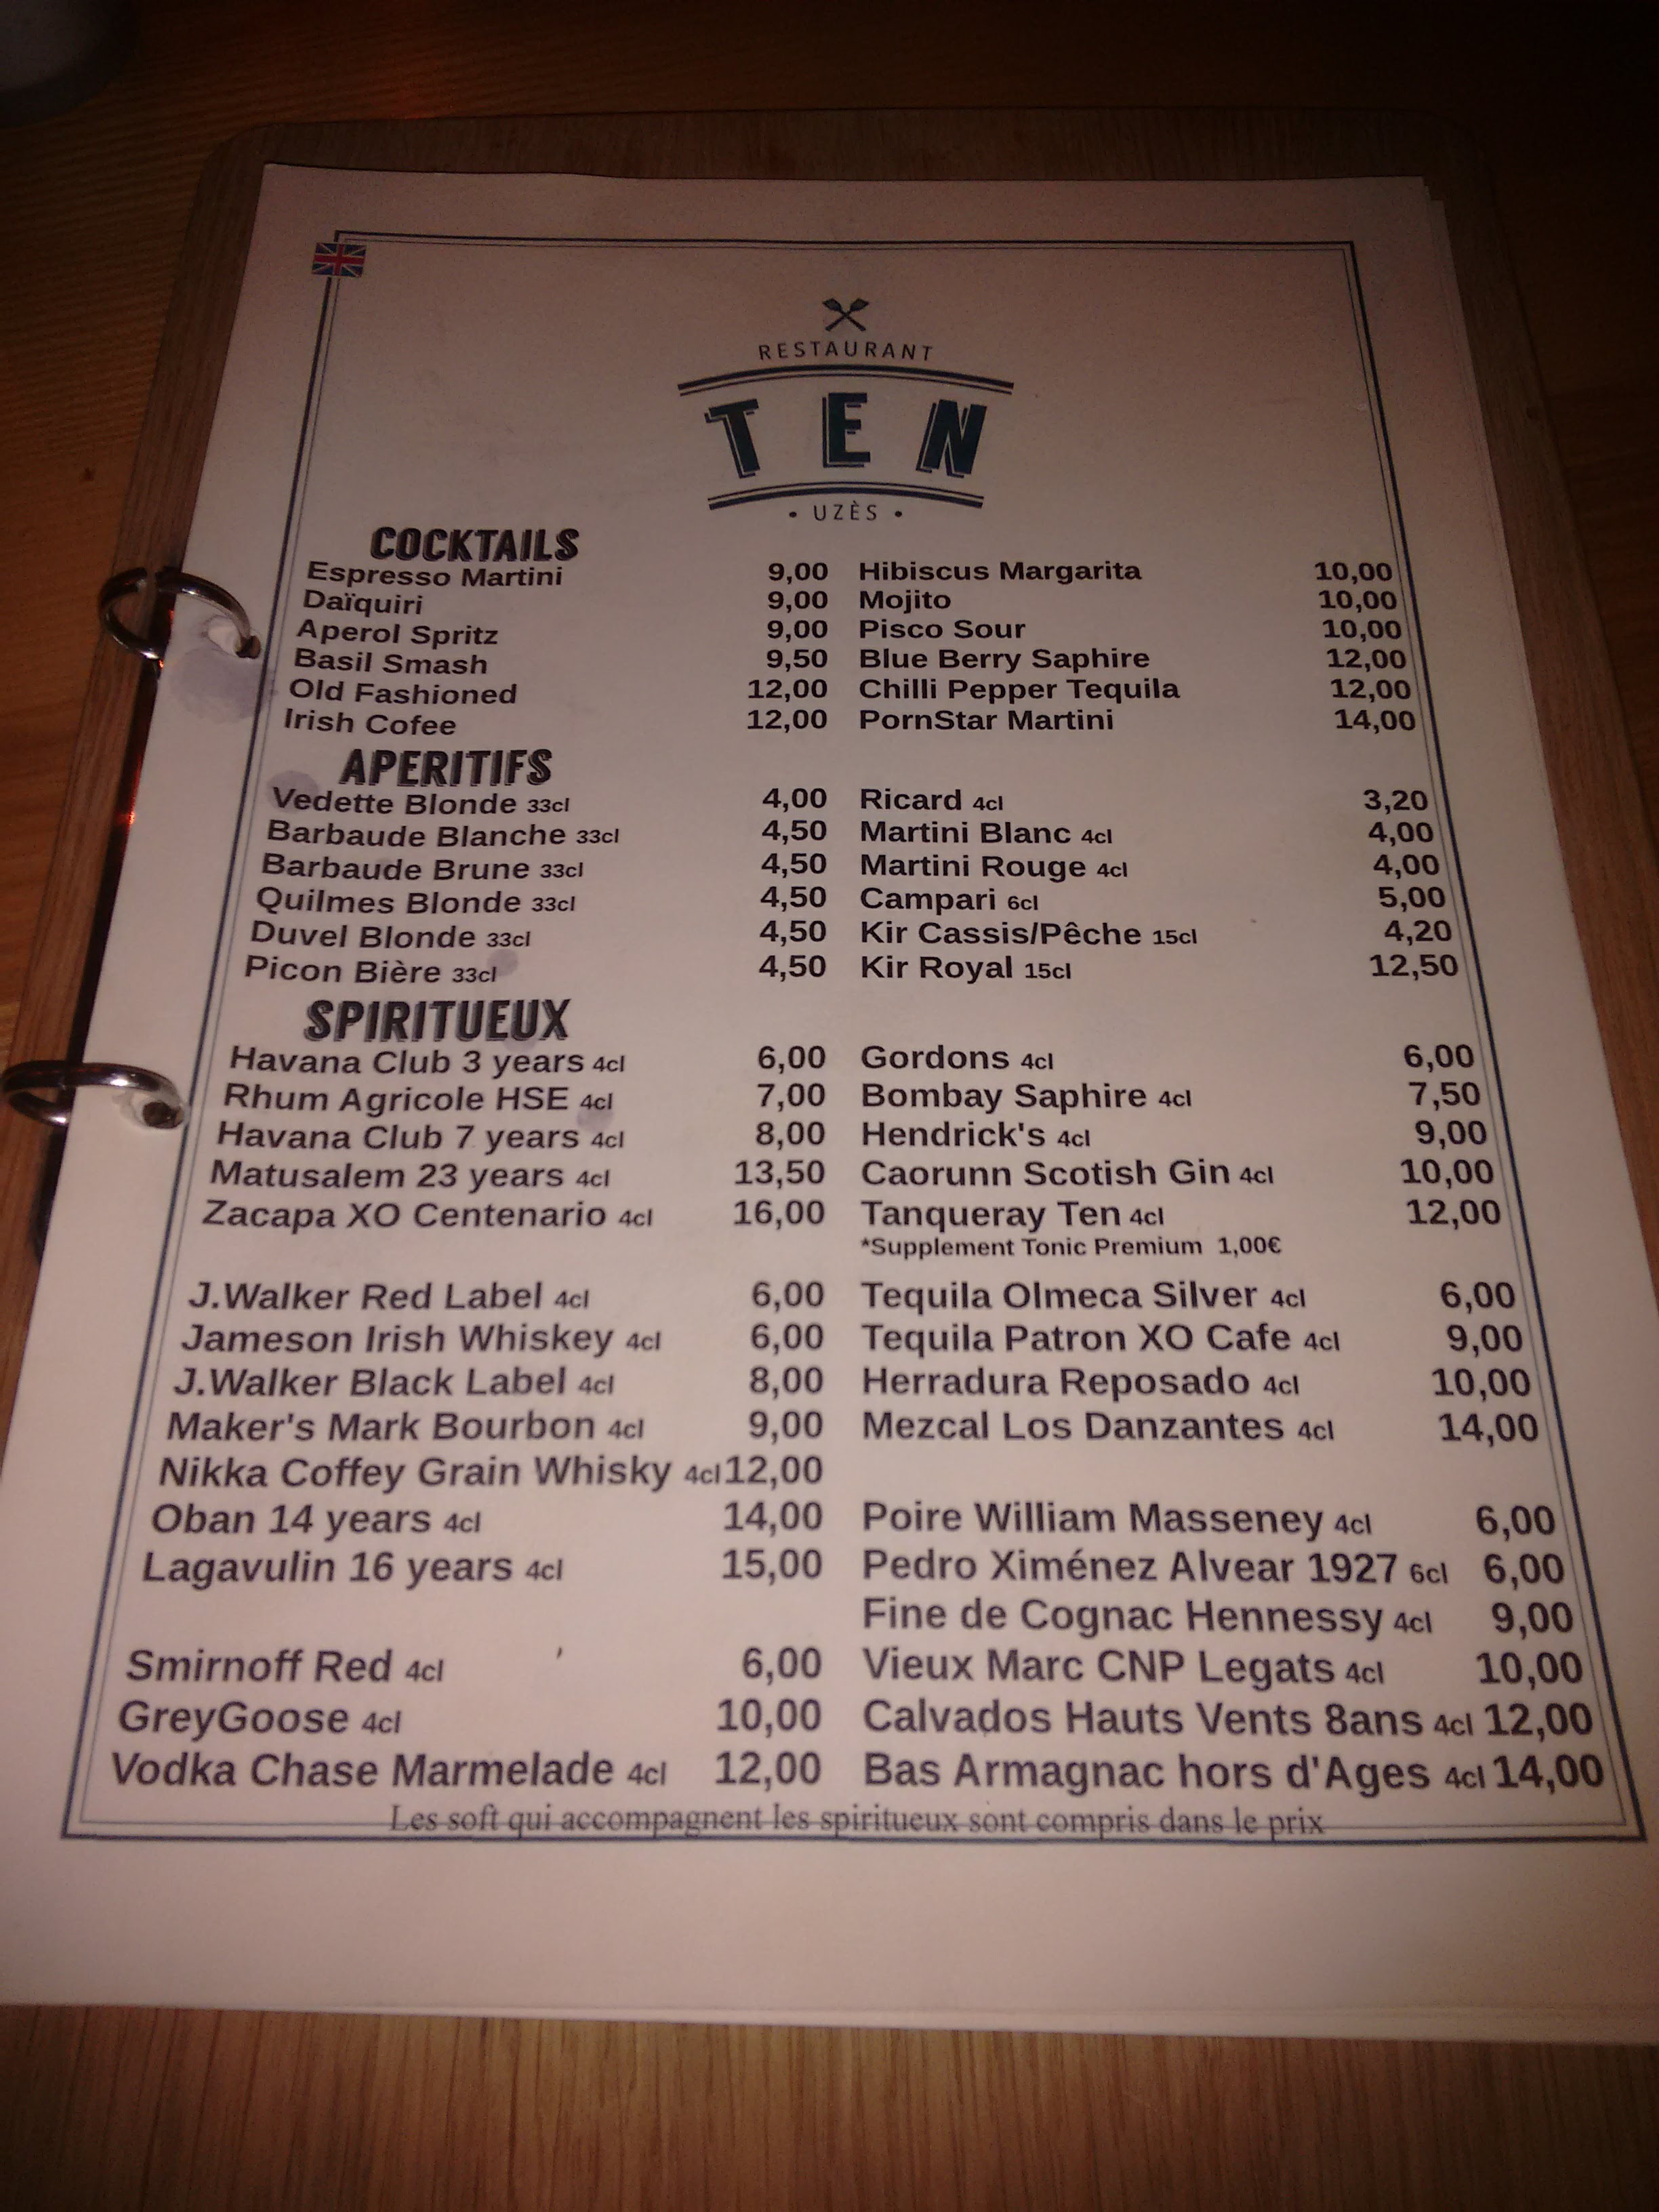 RESTAURANT
TEN
• UZÈS •
COCKTAILS
Espresso Martini 9,00 Hibiscus Margarita 10,00
Daïquiri 9,00 Mojito 10,00
Aperol Spritz 9,00 Pisco Sour 10,00
Basil Smash 9,50 Blue Berry Saphire 12,00
Old Fashioned 12,00 Chilli Pepper Tequila 12,00
Irish Cofee 12,00 PornStar Martini 14,00
APERITIFS
Vedette Blonde 33cl 4,00 Ricard 4cl 3,20
Barbaude Blanche 33cl 4,50 Martini Blanc 4cl 4,00
Barbaude Brune 33cl 4,50 Martini Rouge 4cl 4,00
Quilmes Blonde 33cl 4,50 Campari 6cl 5,00
Duvel Blonde 33cl 4,50 Kir Cassis/Pêche 15cl 4,20
Picon Bière 33cl 4,50 Kir Royal 15cl 12,50
SPIRITUEUX
Havana Club 3 years 4cl 6,00 Gordons 4cl 6,00
Rhum Agricole HSE 4cl 7,00 Bombay Saphire 4cl 7,50
Havana Club 7 years 4cl 8,00 Hendrick's 4cl 9,00
Matusalem 23 years 4cl 13,50 Caorunn Scotish Gin 4cl 10,00
Zacapa XO Centenario 4cl 16,00 Tanqueray Ten 4cl 12,00
*Supplement Tonic Premium 1,00€
J.Walker Red Label 4cl 6,00 Tequila Olmeca Silver 4cl 6,00
Jameson Irish Whiskey 4cl 6,00 Tequila Patron XO Cafe 4cl 9,00
J.Walker Black Label 4cl 8,00 Herradura Reposado 4cl 10,00
Maker's Mark Bourbon 4cl 9,00 Mezcal Los Danzantes 4cl 14,00
Nikka Coffey Grain Whisky 4cl 12,00
Oban 14 years 4cl 14,00 Poire William Masseney 4cl 6,00
Lagavulin 16 years 4cl 15,00 Pedro Ximénez Alvear 1927 6cl 6,00
Fine de Cognac Hennessy 4cl 9,00
Smirnoff Red 4cl 6,00 Vieux Marc CNP Legats 4cl 10,00
GreyGoose 4cl 10,00 Calvados Hauts Vents 8ans 4cl 12,00
Vodka Chase Marmelade 4cl 12,00 Bas Armagnac hors d'Ages 4cl 14,00
Les soft qui accompagnent les spiritueux sont compris dans le prix